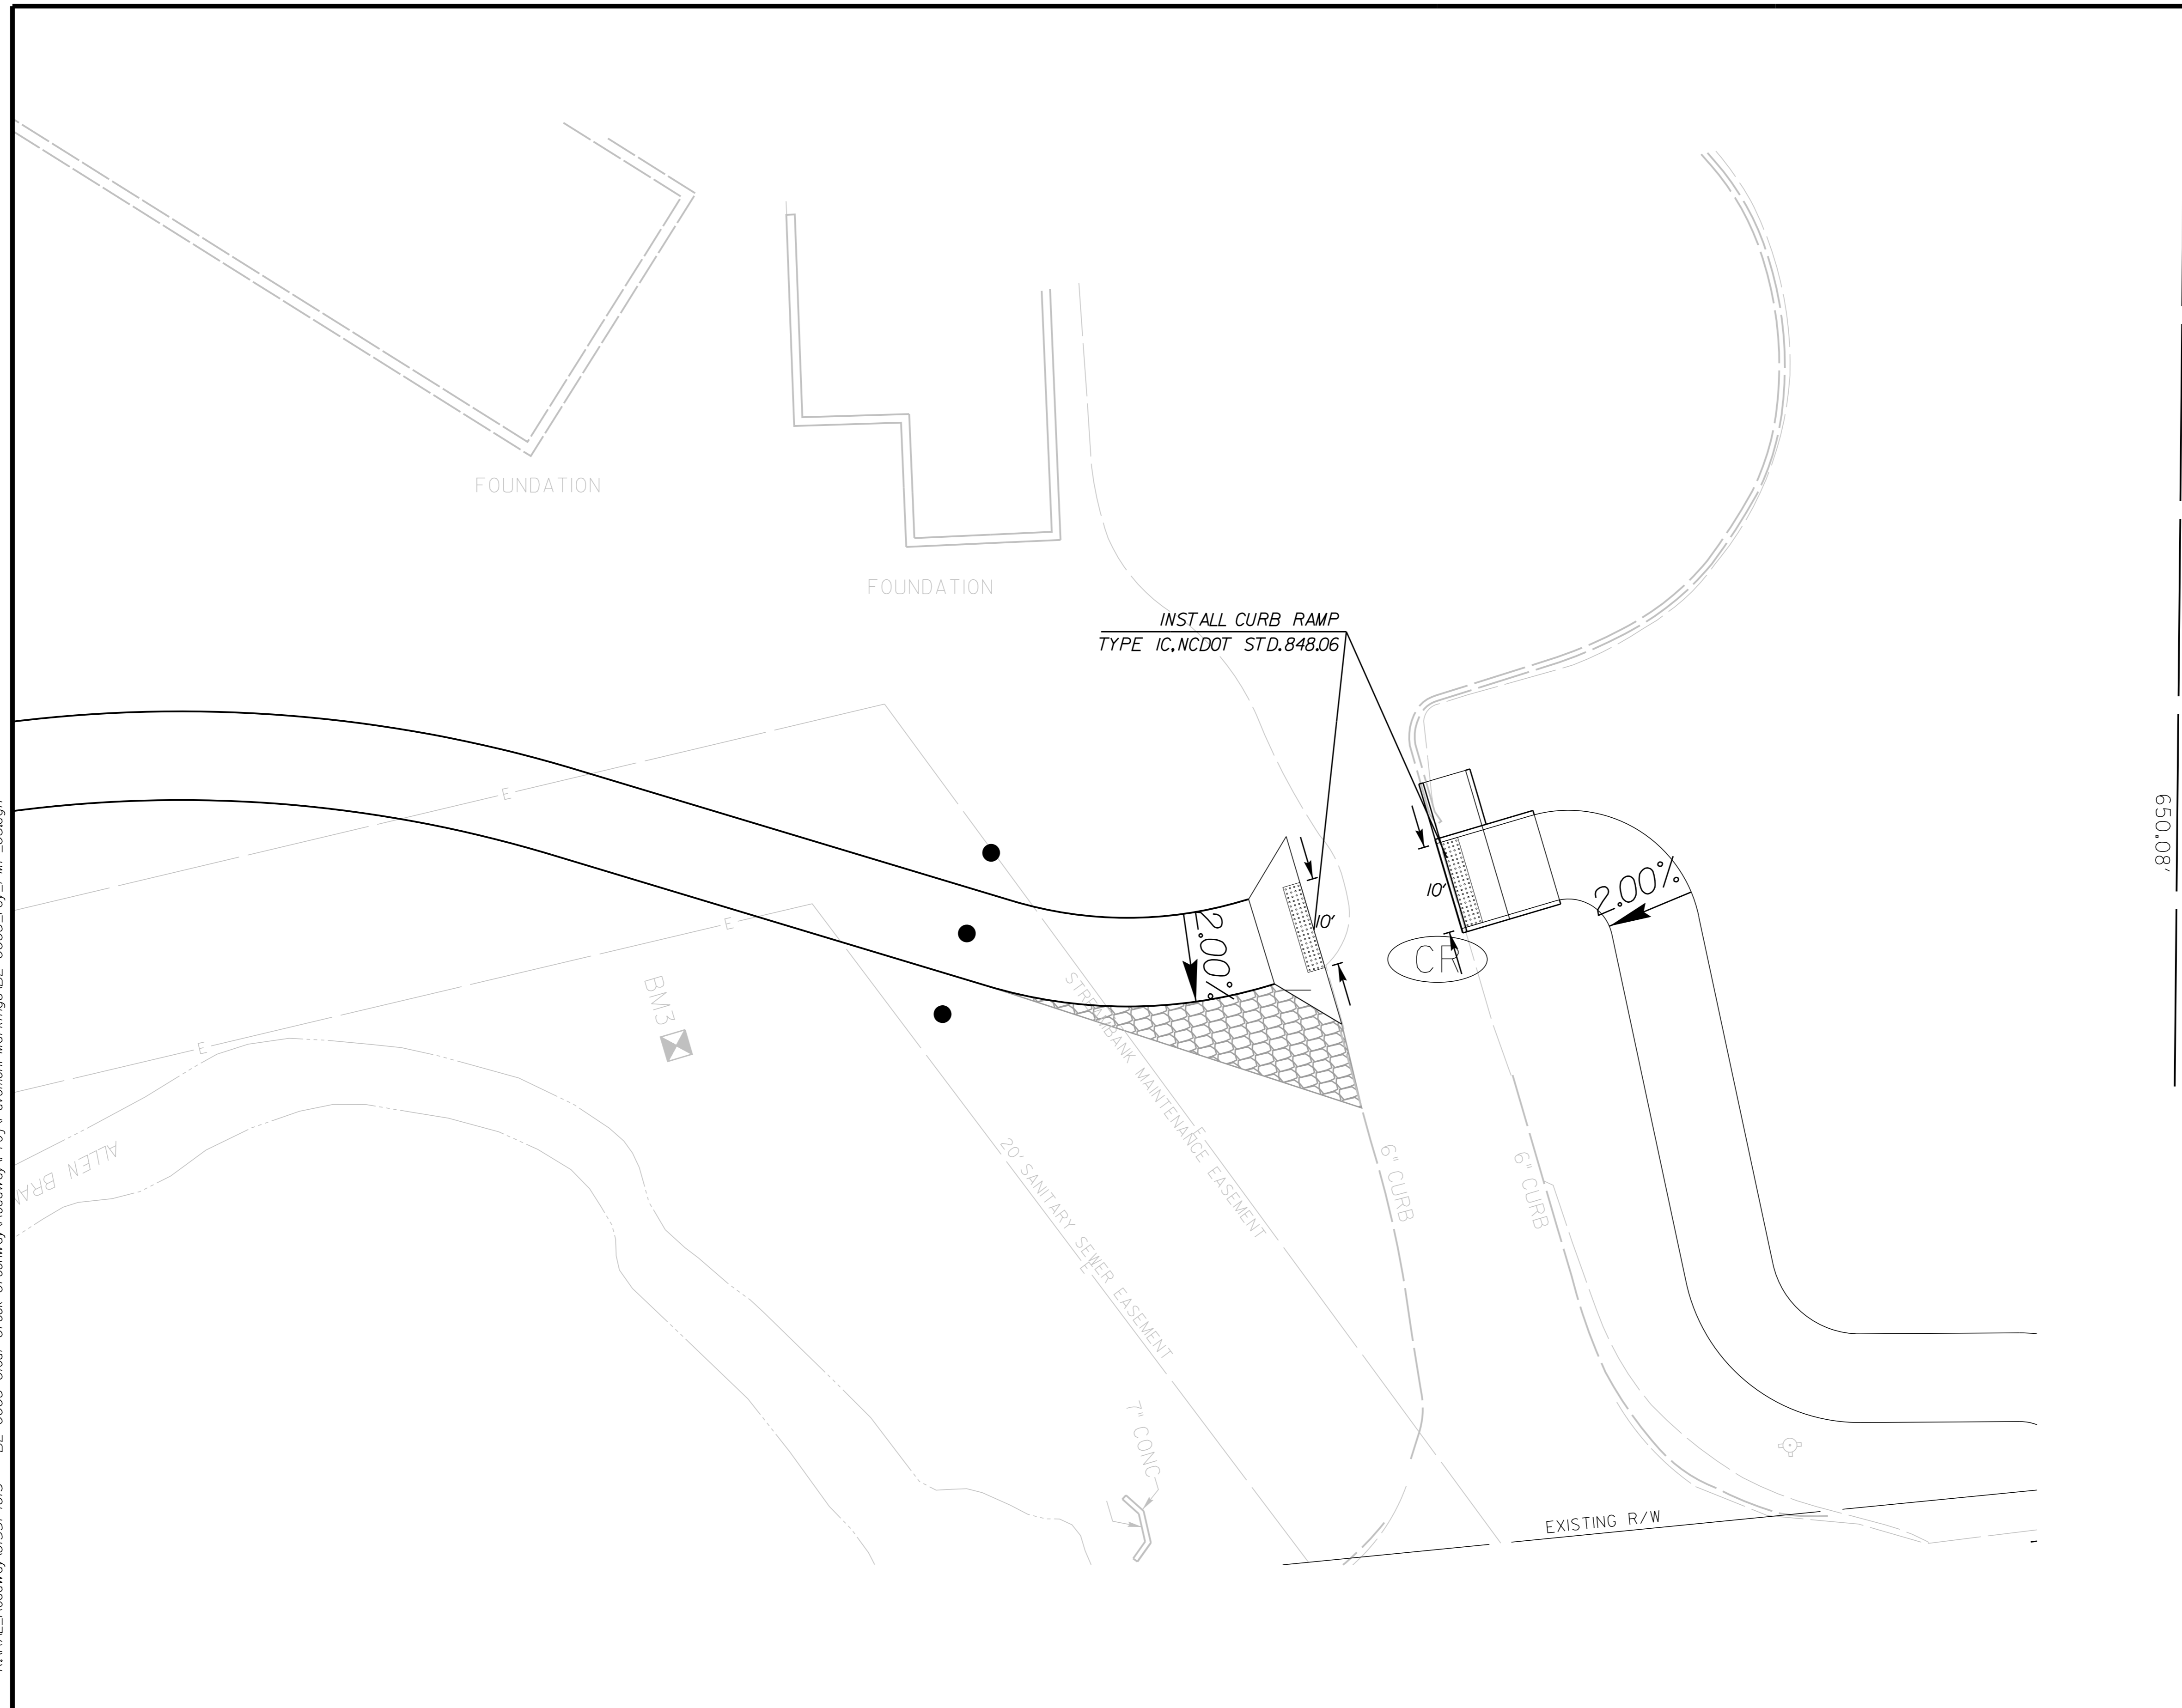 FOUNDATION
FOUNDATION
INSTALL CURB RAMP
TYPE 1C, NCDOT STD. 848.06
650.08'
E
E
E
10'
10'
2.00%
2.00%
CR
BM3
STREAMBANK MAINTENANCE EASEMENT
E
20' SANITARY SEWER EASEMENT
E
6" CURB
6" CURB
7" CONC
EXISTING R/W